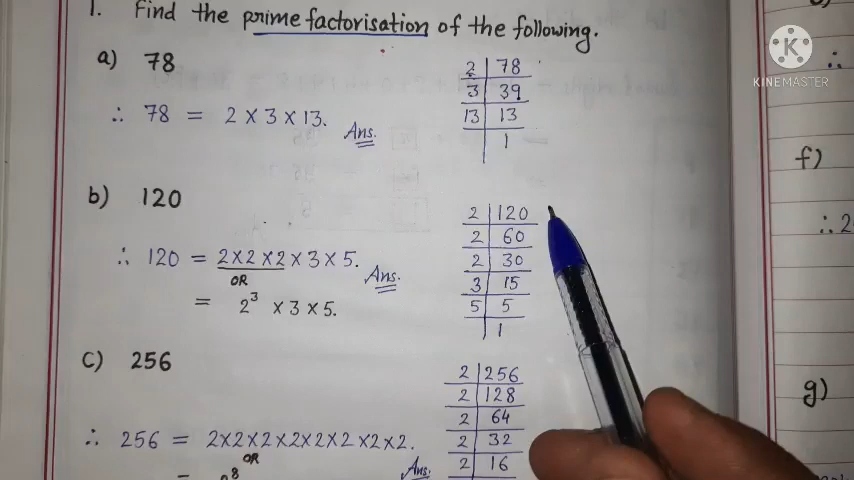 1. Find the prime factorisation of the following.
a) 78
∴ 78 = 2 × 3 × 13. Ans.
2 | 78
3 | 39
13 | 13
| 1
b) 120
∴ 120 = 2×2×2×3×5. Ans.
OR
= 2³ × 3 × 5.
2 | 120
2 | 60
2 | 30
3 | 15
5 | 5
| 1
c) 256
∴ 256 = 2×2×2×2×2×2×2×2.
OR
Ans.
2 | 256
2 | 128
2 | 64
2 | 32
2 | 16
KINEMASTER
∴
f)
∴ 2
g)